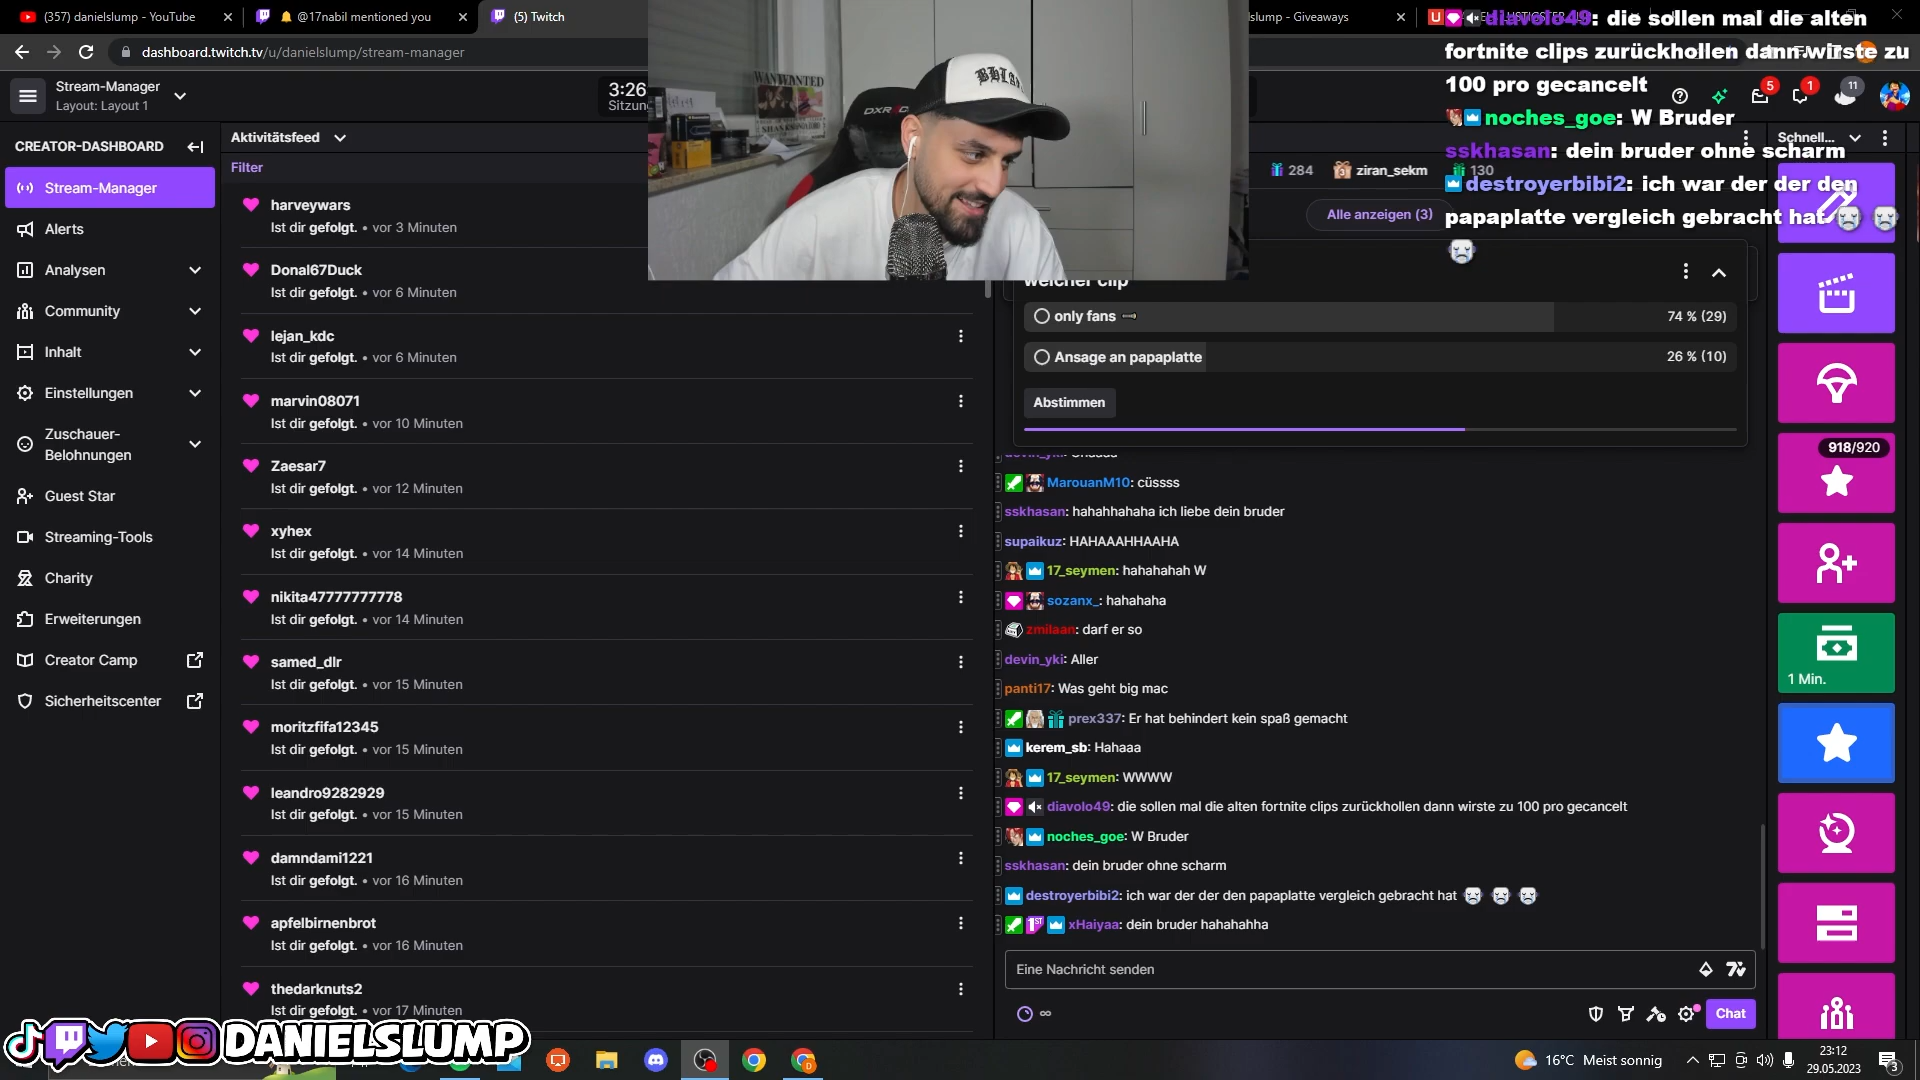 (357) danielslump - YouTube
@17nabil mentioned you
(5) Twitch
lslump - Giveaways
dashboard.twitch.tv/u/danielslump/stream-manager
diavolo49: die sollen mal die alten
fortnite clips zurückhollen dann wirste zu
100 pro gecancelt
noches_goe: W Bruder
sskhasan: dein bruder ohne scharm
destroyerbibi2: ich war der der den
papaplatte vergleich gebracht hat
Stream-Manager
Layout: Layout 1
3:26
Sitzun
5
1
11
CREATOR-DASHBOARD
Stream-Manager
Alerts
Analysen
Community
Inhalt
Einstellungen
Zuschauer-
Belohnungen
Guest Star
Streaming-Tools
Charity
Erweiterungen
Creator Camp
Sicherheitscenter
Aktivitätsfeed
Filter
harveywars
Ist dir gefolgt. • vor 3 Minuten
Donal67Duck
Ist dir gefolgt. • vor 6 Minuten
lejan_kdc
Ist dir gefolgt. • vor 6 Minuten
marvin08071
Ist dir gefolgt. • vor 10 Minuten
Zaesar7
Ist dir gefolgt. • vor 12 Minuten
xyhex
Ist dir gefolgt. • vor 14 Minuten
nikita47777777778
Ist dir gefolgt. • vor 14 Minuten
samed_dlr
Ist dir gefolgt. • vor 15 Minuten
moritzfifa12345
Ist dir gefolgt. • vor 15 Minuten
leandro9282929
Ist dir gefolgt. • vor 15 Minuten
damndami1221
Ist dir gefolgt. • vor 16 Minuten
apfelbirnenbrot
Ist dir gefolgt. • vor 16 Minuten
thedarknuts2
Ist dir gefolgt. • vor 17 Minuten
WANTED
284
ziran_sekm
130
Alle anzeigen (3)
welcher clip
only fans
74 % (29)
Ansage an papaplatte
26 % (10)
Abstimmen
MarouanM10: cüssss
sskhasan: hahahhahaha ich liebe dein bruder
supaikuz: HAHAAAHHAAHA
17_seymen: hahahahah W
sozanx_: hahahaha
zmilaan: darf er so
devin_yki: Aller
panti17: Was geht big mac
prex337: Er hat behindert kein spaß gemacht
kerem_sb: Hahaaa
17_seymen: WWWW
diavolo49: die sollen mal die alten fortnite clips zurückhollen dann wirste zu 100 pro gecancelt
noches_goe: W Bruder
sskhasan: dein bruder ohne scharm
destroyerbibi2: ich war der der den papaplatte vergleich gebracht hat
xHaiyaa: dein bruder hahahahha
Eine Nachricht senden
∞
Chat
Schnell...
918/920
1 Min.
DANIELSLUMP
16°C Meist sonnig
23:12
29.05.2023
3